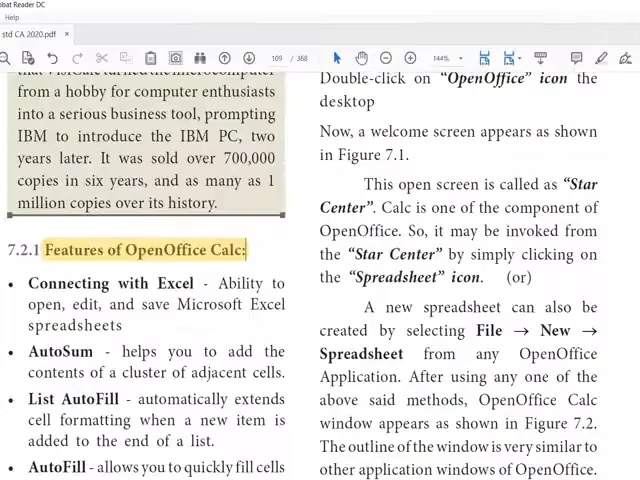 obat Reader DC
Help
std CA 2020.pdf ×
109 / 368
144%
that VisiCalc turned the microcomputer
from a hobby for computer enthusiasts
into a serious business tool, prompting
IBM to introduce the IBM PC, two
years later. It was sold over 700,000
copies in six years, and as many as 1
million copies over its history.
7.2.1 Features of OpenOffice Calc:
• Connecting with Excel - Ability to
open, edit, and save Microsoft Excel
spreadsheets
• AutoSum - helps you to add the
contents of a cluster of adjacent cells.
• List AutoFill - automatically extends
cell formatting when a new item is
added to the end of a list.
• AutoFill - allows you to quickly fill cells
Double-click on “OpenOffice” icon the
desktop
Now, a welcome screen appears as shown
in Figure 7.1.
This open screen is called as “Star
Center”. Calc is one of the component of
OpenOffice. So, it may be invoked from
the “Star Center” by simply clicking on
the “Spreadsheet” icon. (or)
A new spreadsheet can also be
created by selecting File → New →
Spreadsheet from any OpenOffice
Application. After using any one of the
above said methods, OpenOffice Calc
window appears as shown in Figure 7.2.
The outline of the window is very similar to
other application windows of OpenOffice.